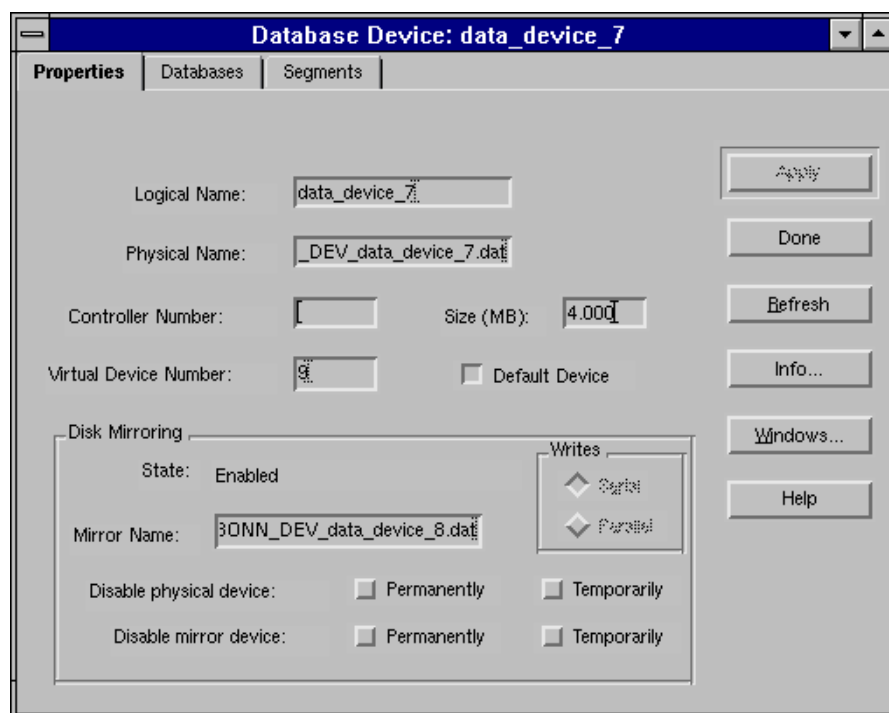 Database Device: data_device_7
Properties Databases Segments
Apply
Logical Name: data_device_7
Done
Physical Name: _DEV_data_device_7.dat
Controller Number: Size (MB): 4.000 Refresh
Virtual Device Number: 9 Default Device Info...
Disk Mirroring
Windows...
Writes
State: Enabled
Serial
Help
Mirror Name: BONN_DEV_data_device_8.dat
Parallel
Disable physical device: Permanently Temporarily
Disable mirror device: Permanently Temporarily